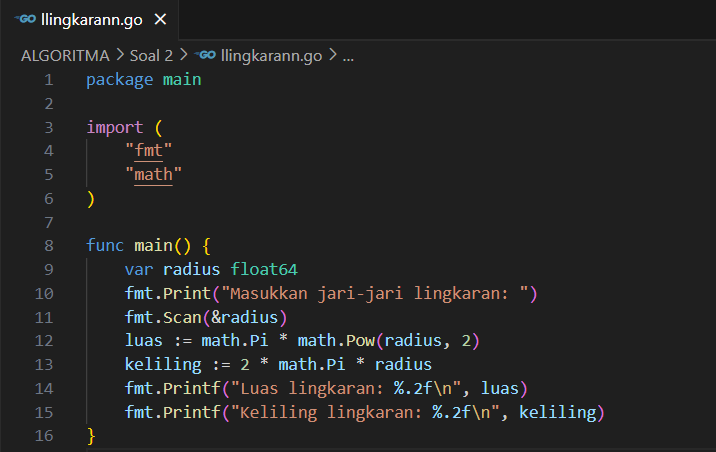 GO llingkarann.go ×
ALGORITMA > Soal 2 > GO llingkarann.go > ...
1 package main
2
3 import (
4     "fmt"
5     "math"
6 )
7
8 func main() {
9     var radius float64
10     fmt.Print("Masukkan jari-jari lingkaran: ")
11     fmt.Scan(&radius)
12     luas := math.Pi * math.Pow(radius, 2)
13     keliling := 2 * math.Pi * radius
14     fmt.Printf("Luas lingkaran: %.2f\n", luas)
15     fmt.Printf("Keliling lingkaran: %.2f\n", keliling)
16 }